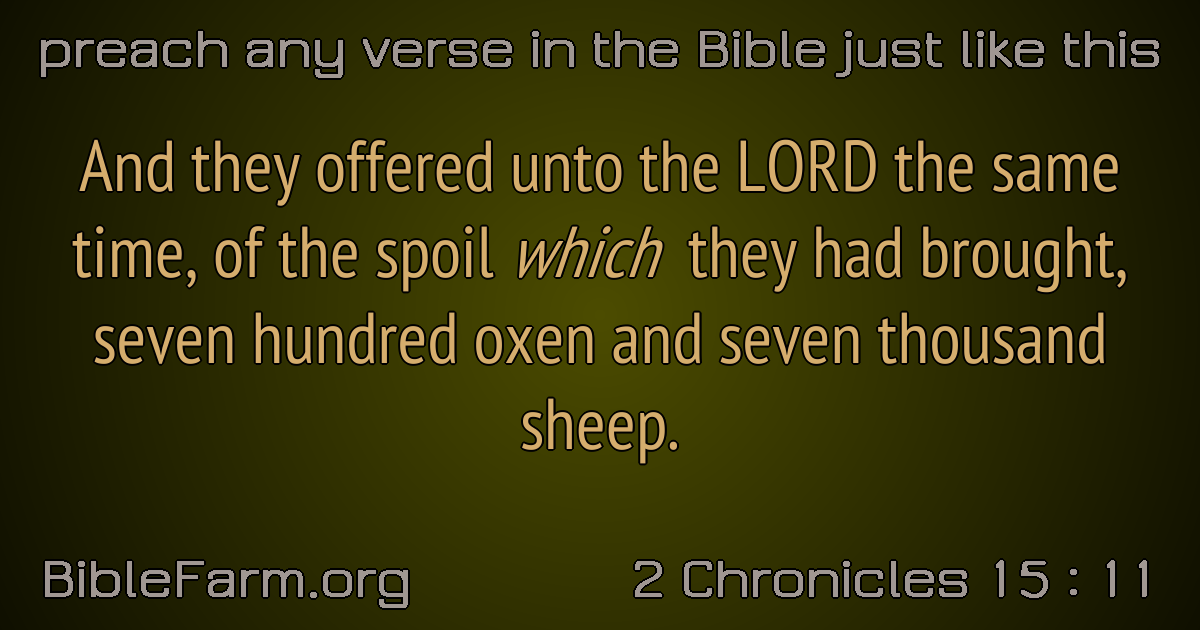 preach any verse in the Bible just like this
And they offered unto the LORD the same
time, of the spoil which they had brought,
seven hundred oxen and seven thousand
sheep.
BibleFarm.org
2 Chronicles 15 : 11